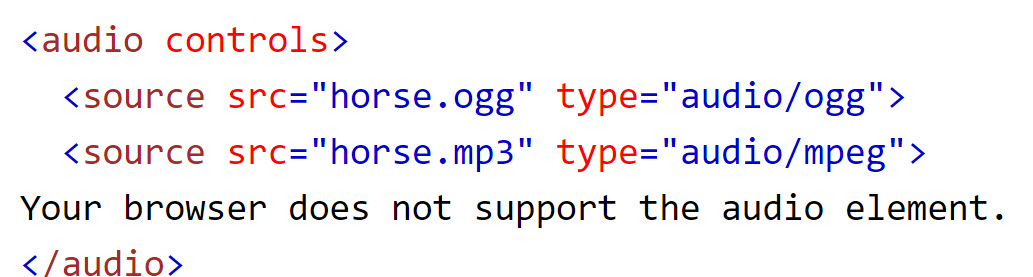 <audio controls>
  <source src="horse.ogg" type="audio/ogg">
  <source src="horse.mp3" type="audio/mpeg">
Your browser does not support the audio element.
</audio>